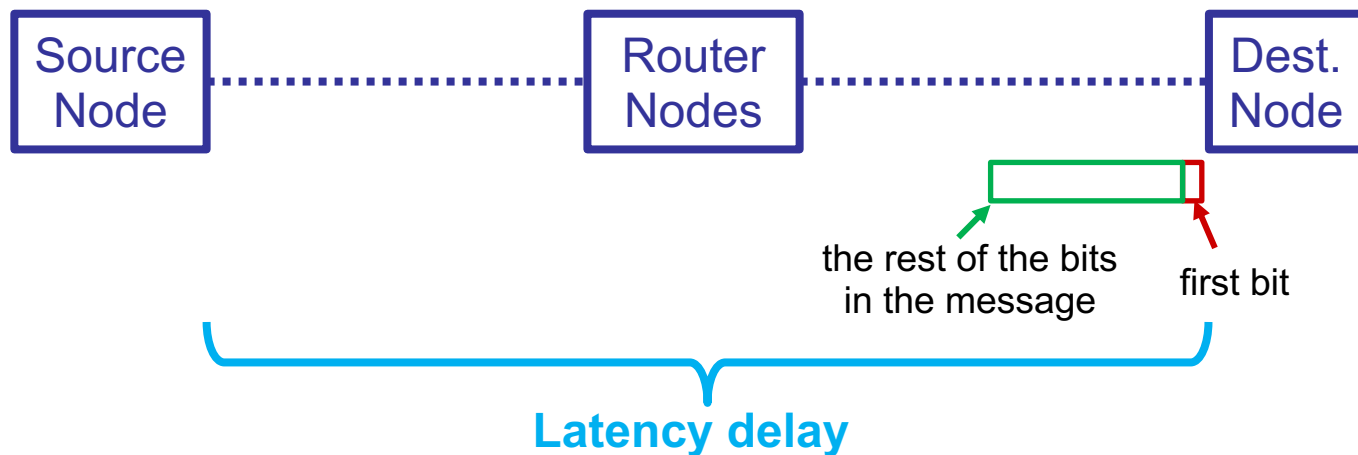 Source
Node
Router
Nodes
Dest.
Node
the rest of the bits
in the message
first bit
Latency delay